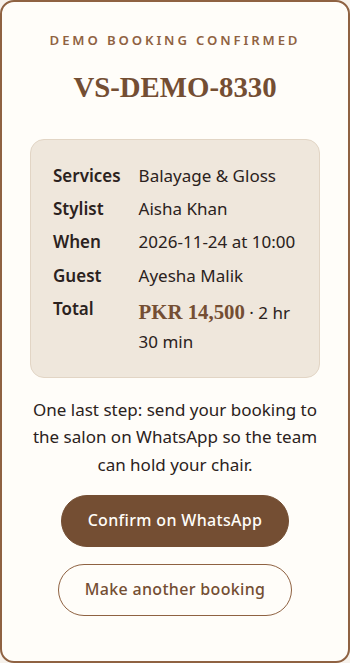 DEMO BOOKING CONFIRMED
VS-DEMO-8330
Services Balayage & Gloss
Stylist Aisha Khan
When 2026-11-24 at 10:00
Guest Ayesha Malik
Total PKR 14,500 · 2 hr
30 min
One last step: send your booking to
the salon on WhatsApp so the team
can hold your chair.
Confirm on WhatsApp
Make another booking